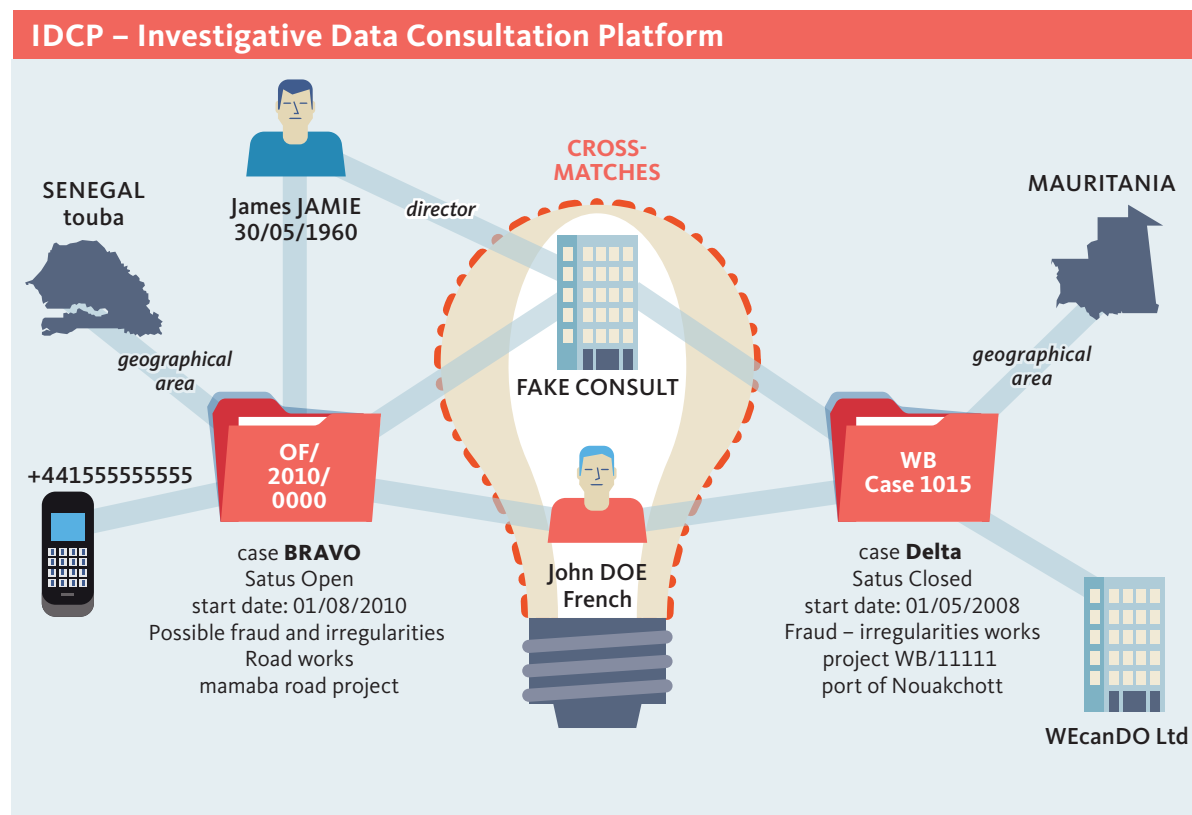 IDCP – Investigative Data Consultation Platform
CROSS-
MATCHES
SENEGAL
touba
James JAMIE
30/05/1960
director
MAURITANIA
geographical
area
geographical
area
FAKE CONSULT
+441555555555
OF/
2010/
0000
WB
Case 1015
case BRAVO
Satus Open
start date: 01/08/2010
Possible fraud and irregularities
Road works
mamaba road project
John DOE
French
case Delta
Satus Closed
start date: 01/05/2008
Fraud – irregularities works
project WB/11111
port of Nouakchott
WEcanDO Ltd